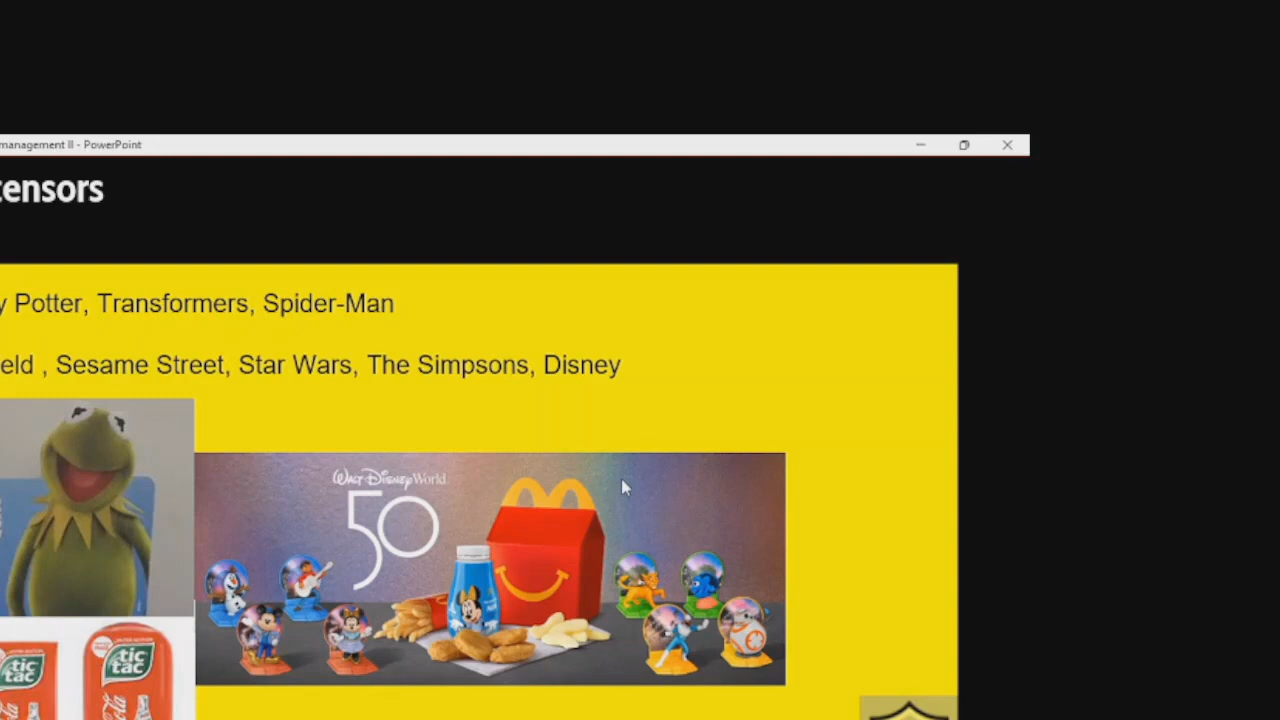 management II - PowerPoint
tensors
y Potter, Transformers, Spider-Man
eld , Sesame Street, Star Wars, The Simpsons, Disney
WALT DISNEY World.
50
tic
tac
tic
tac